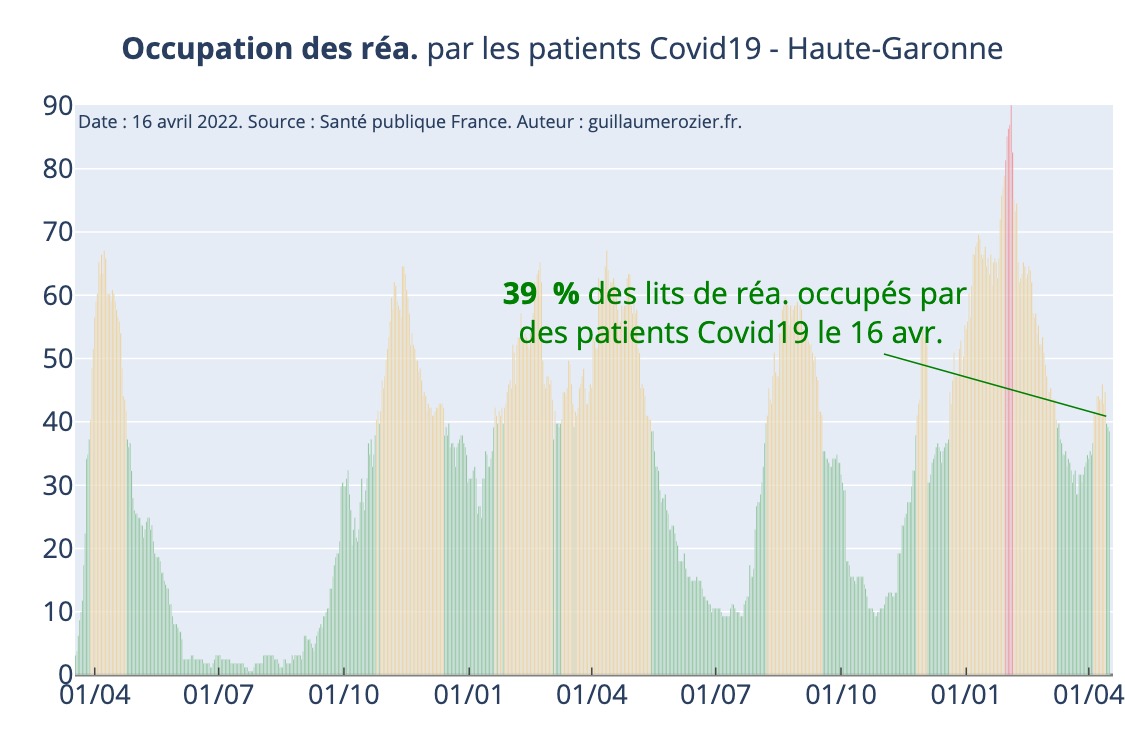 Occupation des réa. par les patients Covid19 - Haute-Garonne
90
Date : 16 avril 2022. Source : Santé publique France. Auteur : guillaumerozier.fr.
80
70
60
39 % des lits de réa. occupés par
des patients Covid19 le 16 avr.
50
40
30
20
10
0
01/04 01/07 01/10 01/01 01/04 01/07 01/10 01/01 01/04